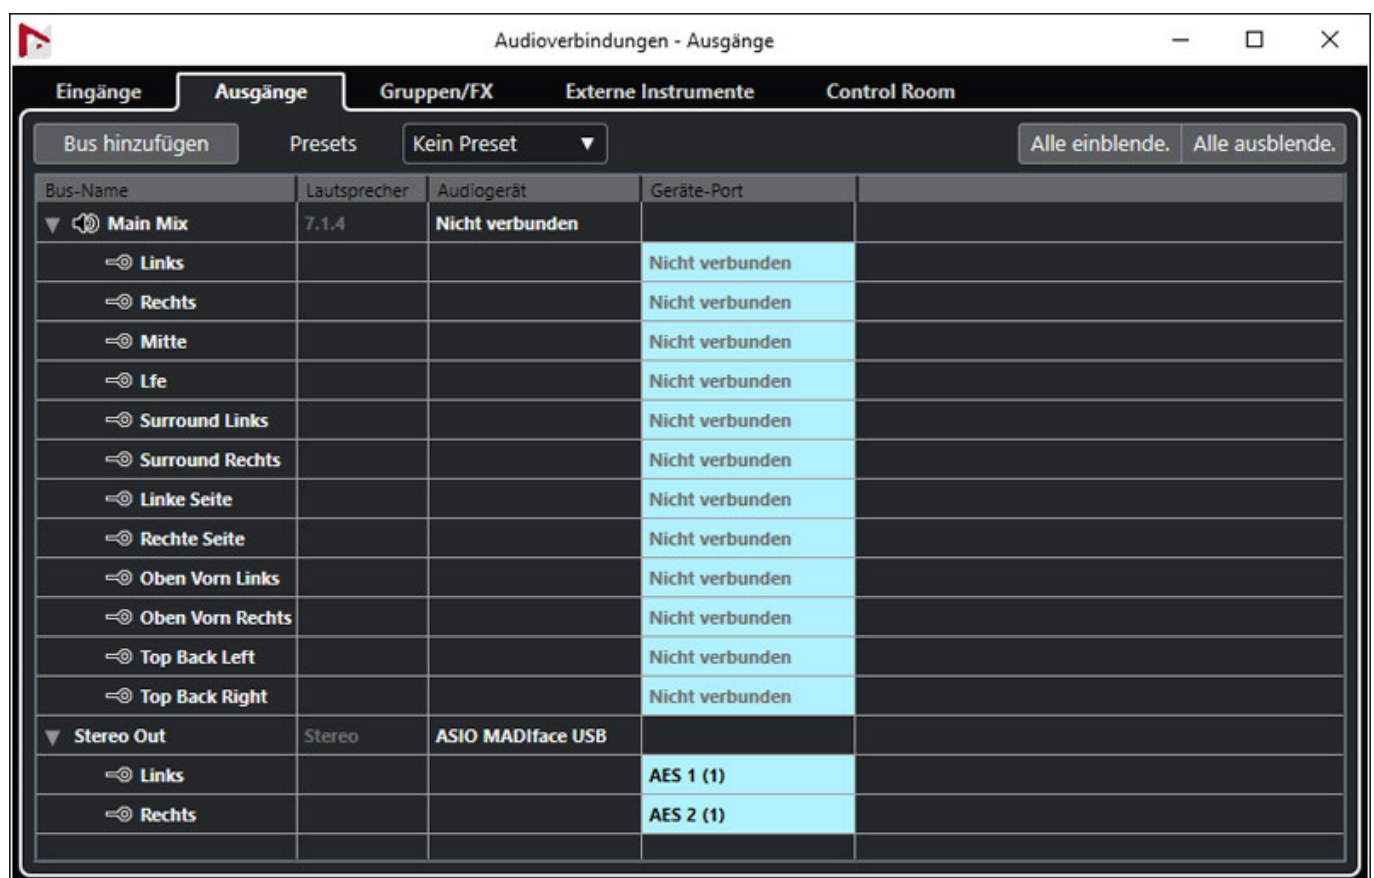 Audioverbindungen - Ausgänge
Eingänge Ausgänge Gruppen/FX Externe Instrumente Control Room
Bus hinzufügen Presets Kein Preset Alle einblende. Alle ausblende.
Bus-Name Lautsprecher Audiogerät Geräte-Port
Main Mix 7.1.4 Nicht verbunden
Links Nicht verbunden
Rechts Nicht verbunden
Mitte Nicht verbunden
Lfe Nicht verbunden
Surround Links Nicht verbunden
Surround Rechts Nicht verbunden
Linke Seite Nicht verbunden
Rechte Seite Nicht verbunden
Oben Vorn Links Nicht verbunden
Oben Vorn Rechts Nicht verbunden
Top Back Left Nicht verbunden
Top Back Right Nicht verbunden
Stereo Out Stereo ASIO MADIface USB
Links AES 1 (1)
Rechts AES 2 (1)